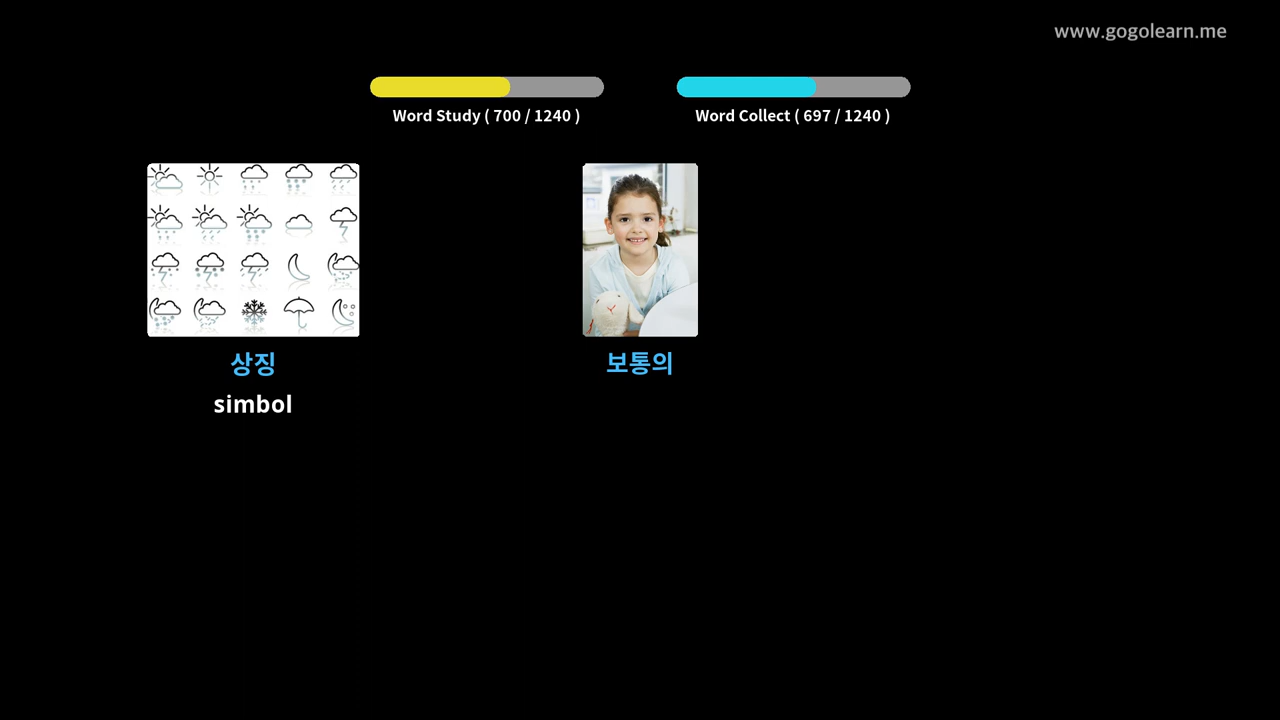 www.gogolearn.me
Word Study ( 700 / 1240 )
Word Collect ( 697 / 1240 )
상징
보통의
simbol